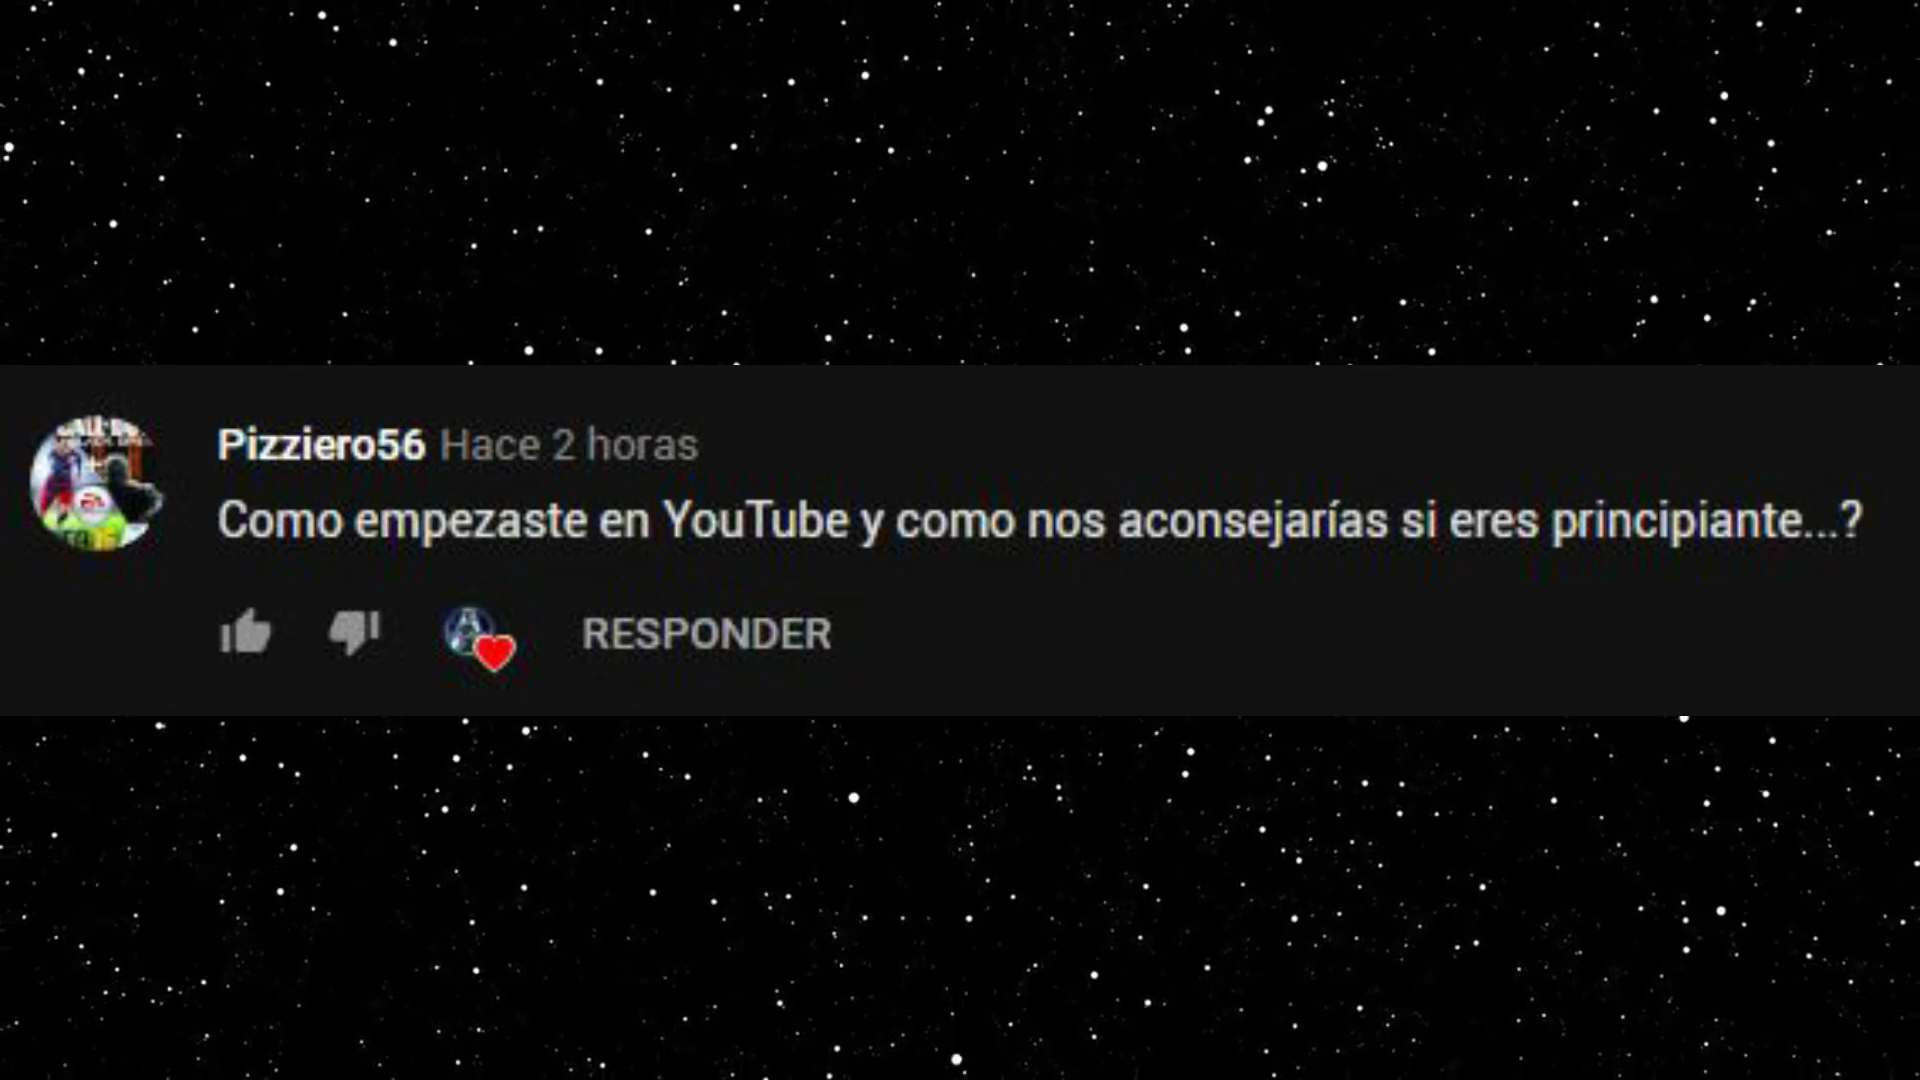 Pizziero56 Hace 2 horas
Como empezaste en YouTube y como nos aconsejarías si eres principiante...?
RESPONDER